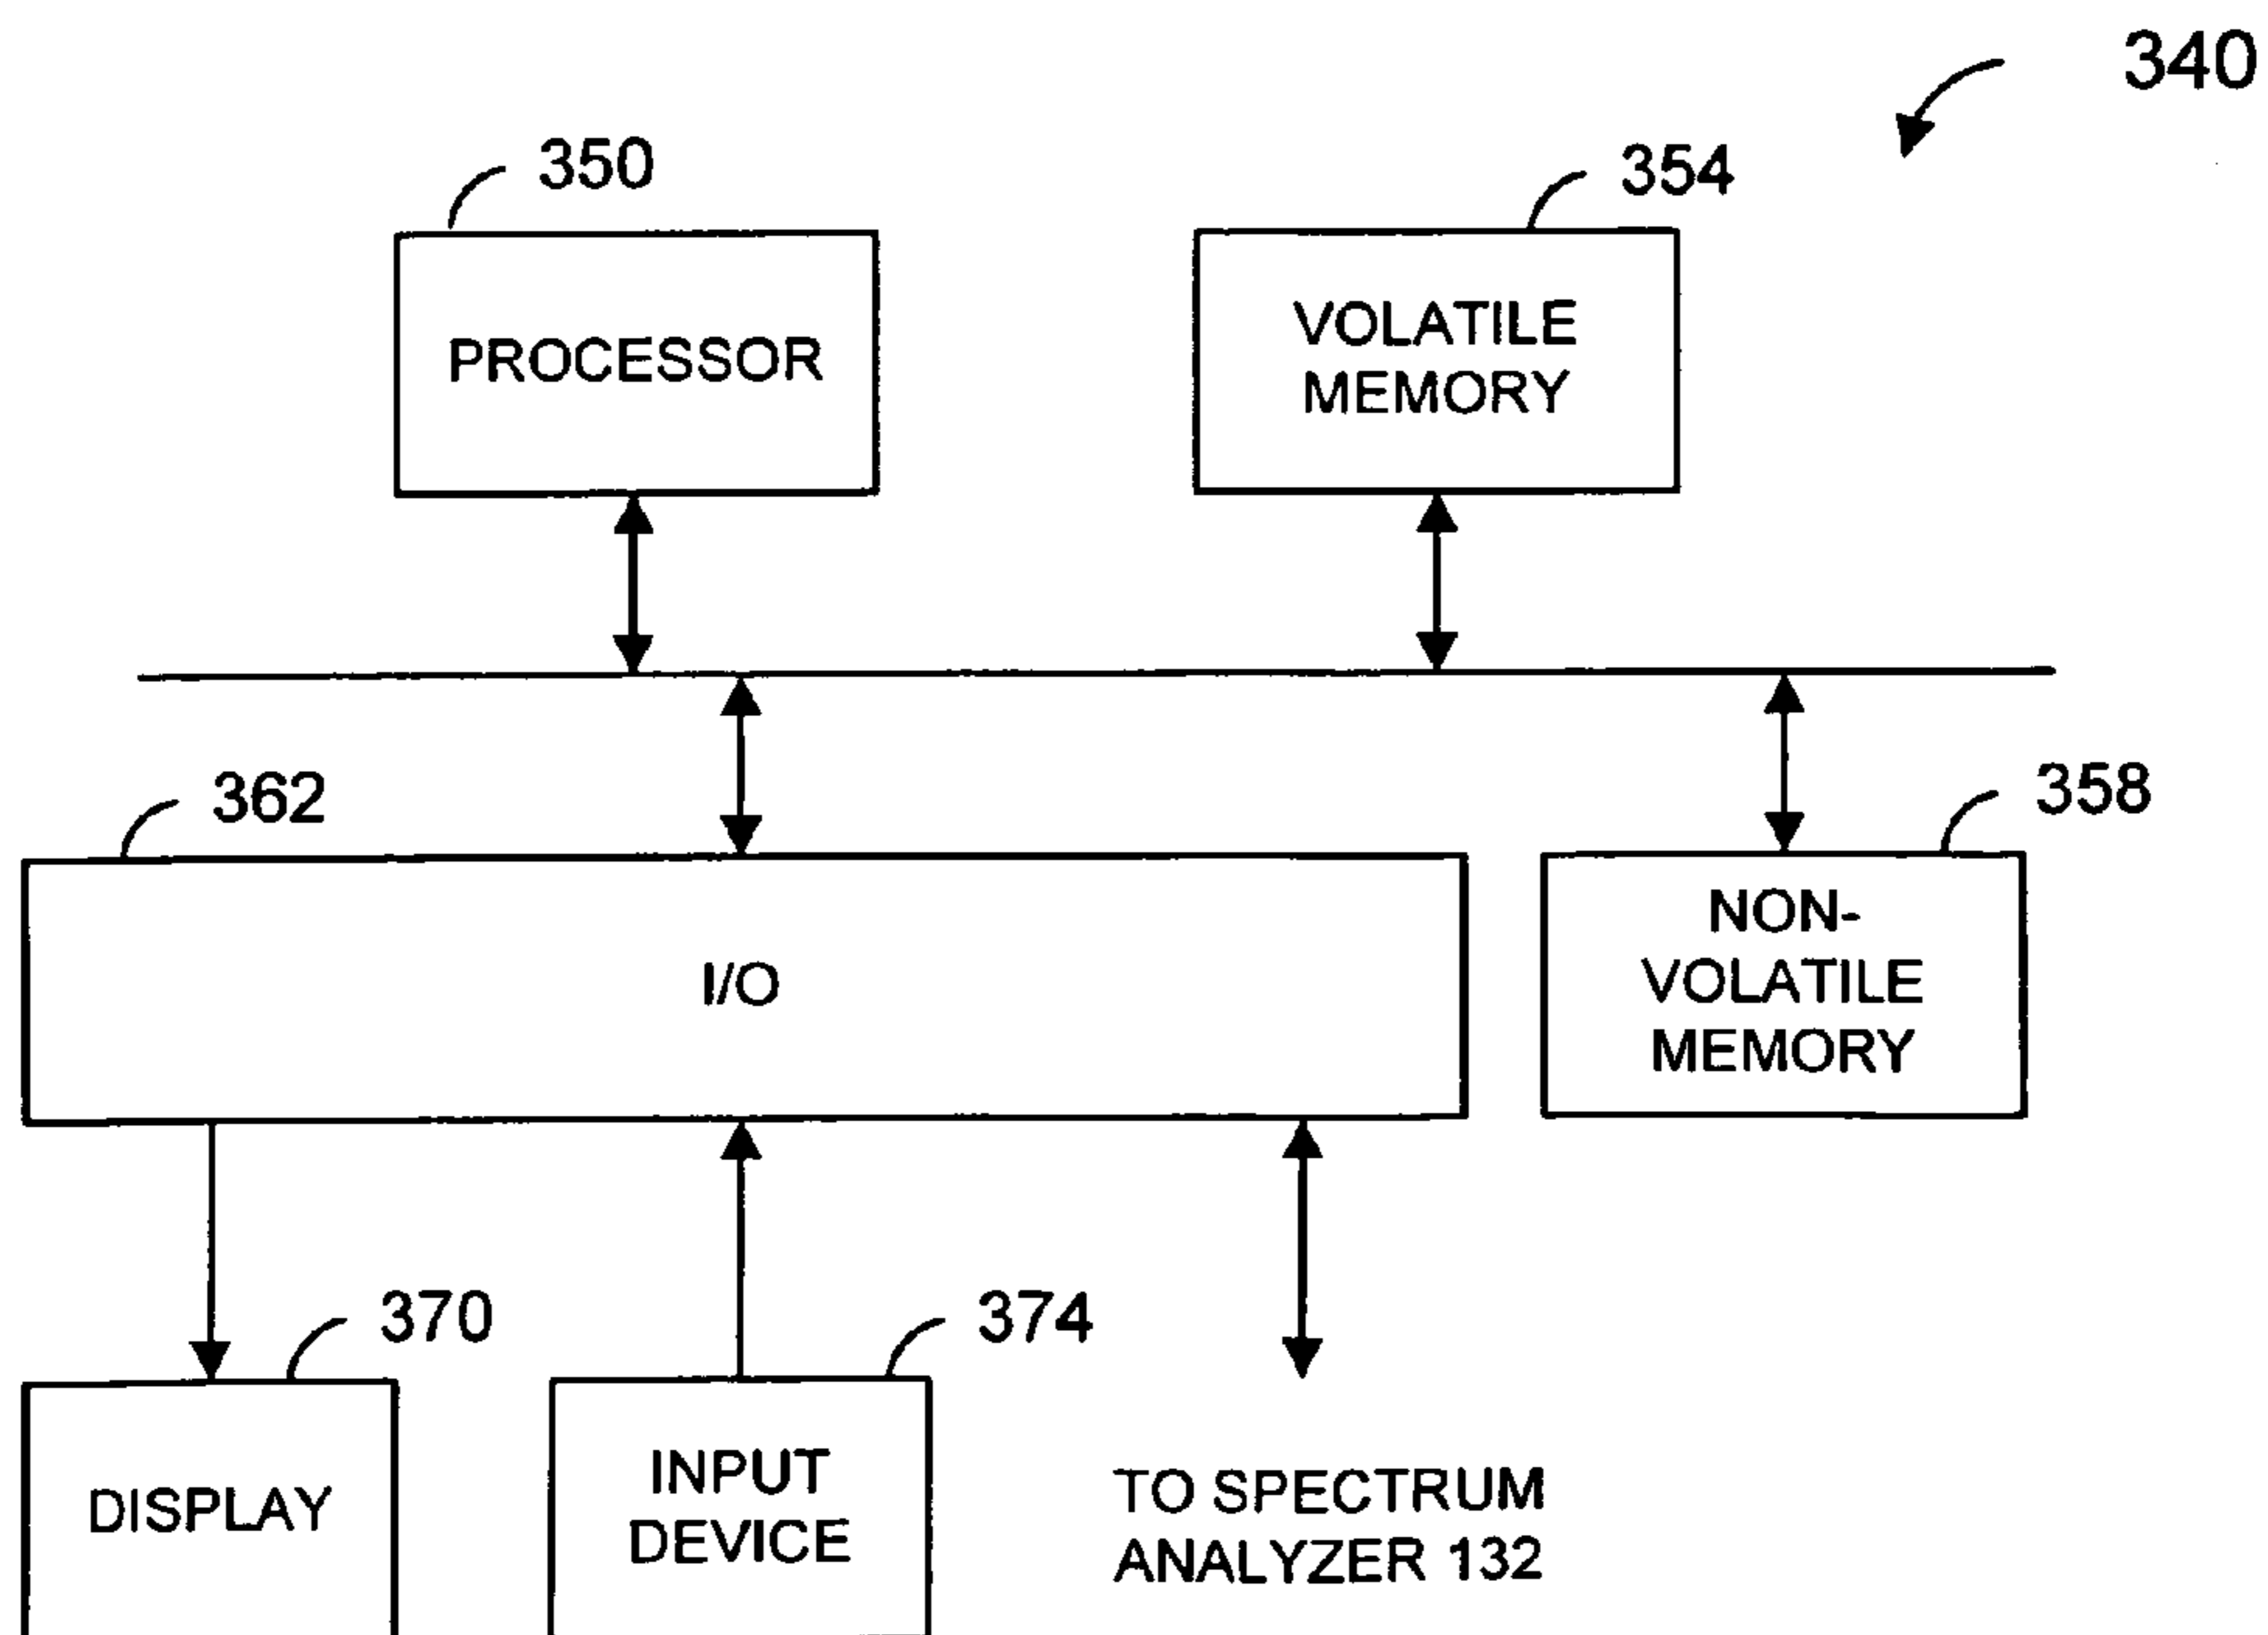 340
350
354
PROCESSOR
VOLATILE
MEMORY
362
358
I/O
NON-
VOLATILE
MEMORY
370
374
DISPLAY
INPUT
DEVICE
TO SPECTRUM
ANALYZER 132